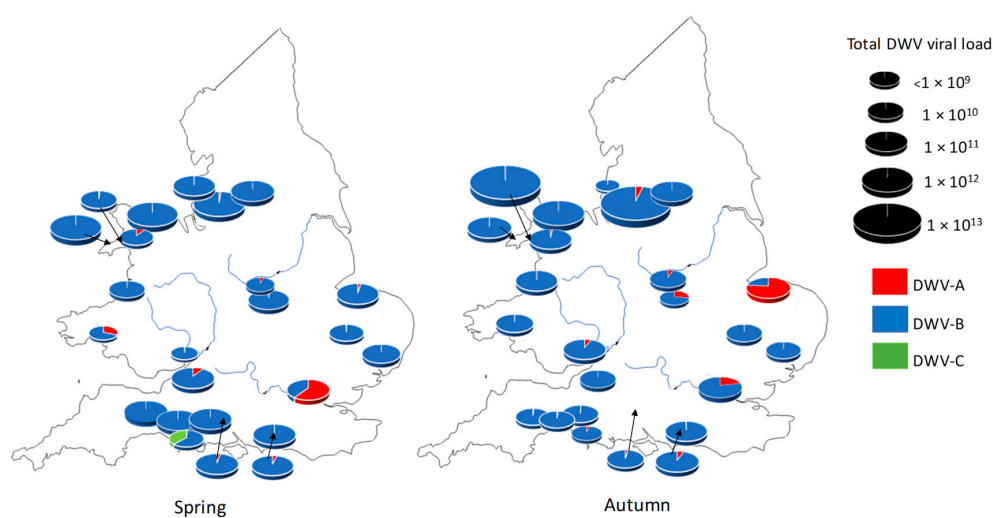 Total DWV viral load
<1 × 10⁹
1 × 10¹⁰
1 × 10¹¹
1 × 10¹²
1 × 10¹³
DWV-A
DWV-B
DWV-C
Spring
Autumn